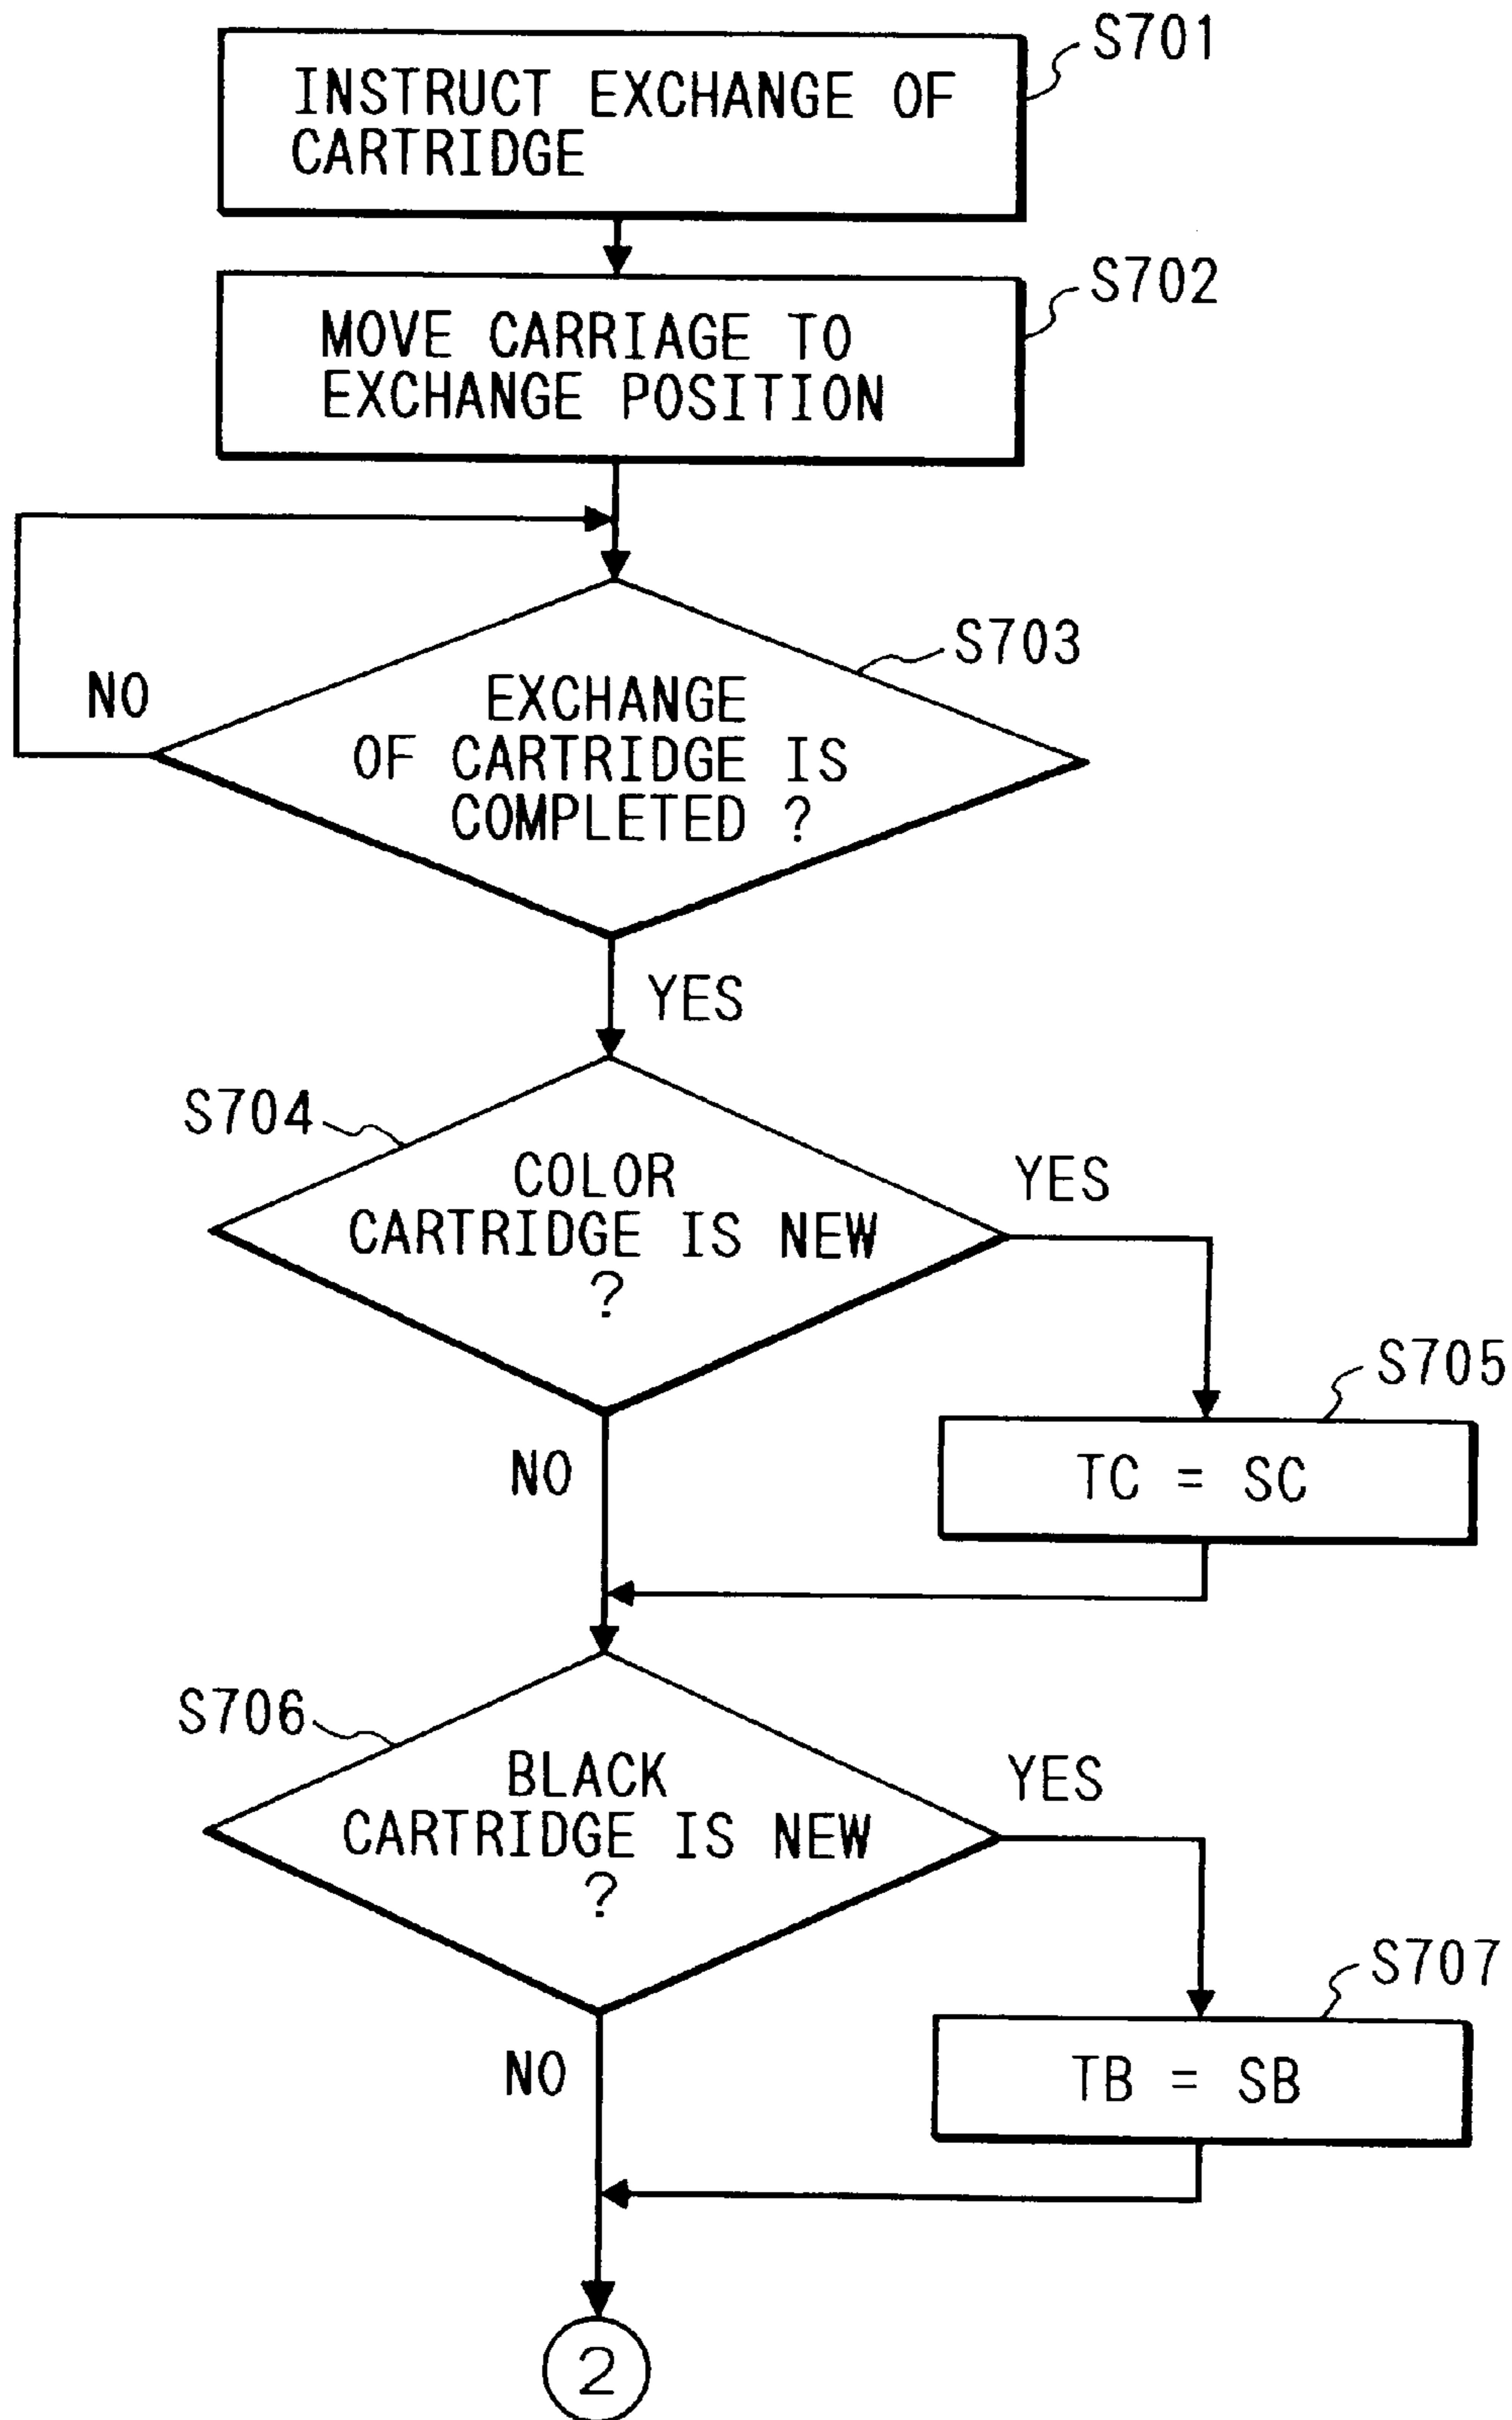 S701
INSTRUCT EXCHANGE OF
CARTRIDGE
S702
MOVE CARRIAGE TO
EXCHANGE POSITION
S703
NO
EXCHANGE
OF CARTRIDGE IS
COMPLETED ?
YES
S704
COLOR
CARTRIDGE IS NEW
?
YES
S705
NO
TC = SC
S706
BLACK
CARTRIDGE IS NEW
?
YES
S707
NO
TB = SB
2